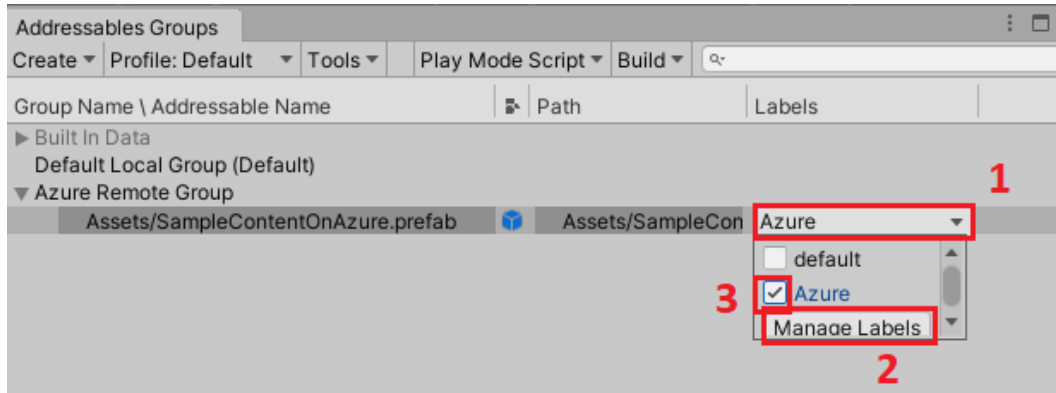 Addressables Groups
Create Profile: Default Tools Play Mode Script Build
Group Name \ Addressable Name Path Labels
Built In Data
Default Local Group (Default)
Azure Remote Group
1
Assets/SampleContentOnAzure.prefab Assets/SampleCon Azure
default
3 Azure
Manage Labels
2